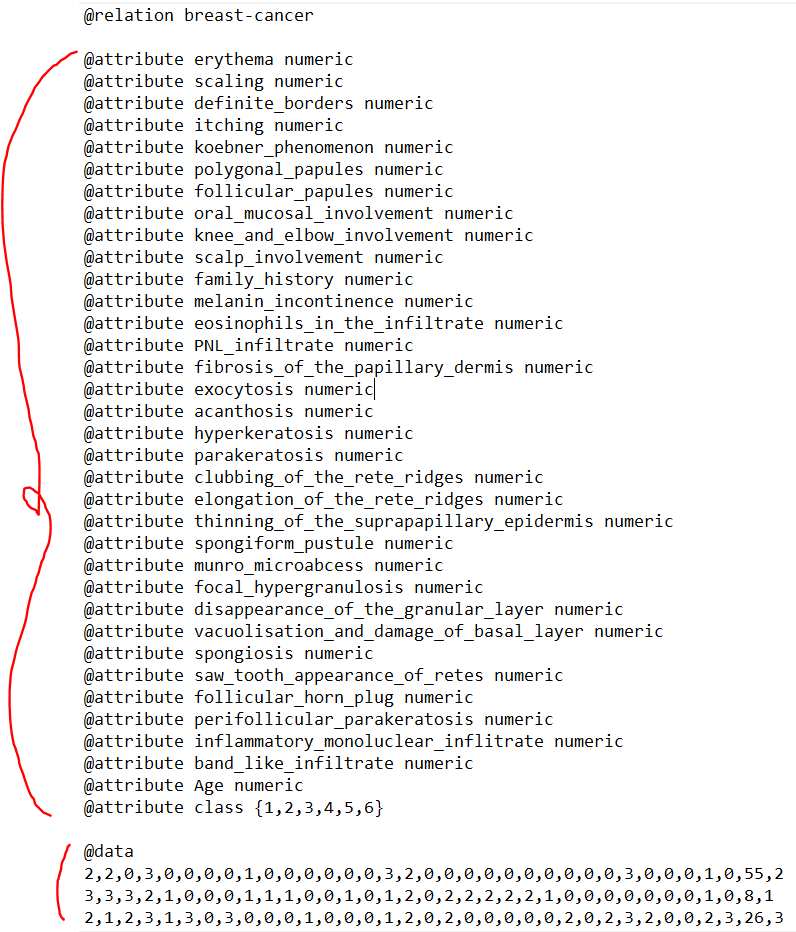 @relation breast-cancer
@attribute erythema numeric
@attribute scaling numeric
@attribute definite_borders numeric
@attribute itching numeric
@attribute koebner_phenomenon numeric
@attribute polygonal_papules numeric
@attribute follicular_papules numeric
@attribute oral_mucosal_involvement numeric
@attribute knee_and_elbow_involvement numeric
@attribute scalp_involvement numeric
@attribute family_history numeric
@attribute melanin_incontinence numeric
@attribute eosinophils_in_the_infiltrate numeric
@attribute PNL_infiltrate numeric
@attribute fibrosis_of_the_papillary_dermis numeric
@attribute exocytosis numeric
@attribute acanthosis numeric
@attribute hyperkeratosis numeric
@attribute parakeratosis numeric
@attribute clubbing_of_the_rete_ridges numeric
@attribute elongation_of_the_rete_ridges numeric
@attribute thinning_of_the_suprapapillary_epidermis numeric
@attribute spongiform_pustule numeric
@attribute munro_microabcess numeric
@attribute focal_hypergranulosis numeric
@attribute disappearance_of_the_granular_layer numeric
@attribute vacuolisation_and_damage_of_basal_layer numeric
@attribute spongiosis numeric
@attribute saw_tooth_appearance_of_retes numeric
@attribute follicular_horn_plug numeric
@attribute perifollicular_parakeratosis numeric
@attribute inflammatory_monoluclear_inflitrate numeric
@attribute band_like_infiltrate numeric
@attribute Age numeric
@attribute class {1,2,3,4,5,6}
@data
2,2,0,3,0,0,0,0,1,0,0,0,0,0,0,3,2,0,0,0,0,0,0,0,0,0,0,3,0,0,0,1,0,55,2
3,3,3,2,1,0,0,0,1,1,1,0,0,1,0,1,2,0,2,2,2,2,2,1,0,0,0,0,0,0,0,1,0,8,1
2,1,2,3,1,3,0,3,0,0,0,1,0,0,0,1,2,0,2,0,0,0,0,0,2,0,2,3,2,0,0,2,3,26,3